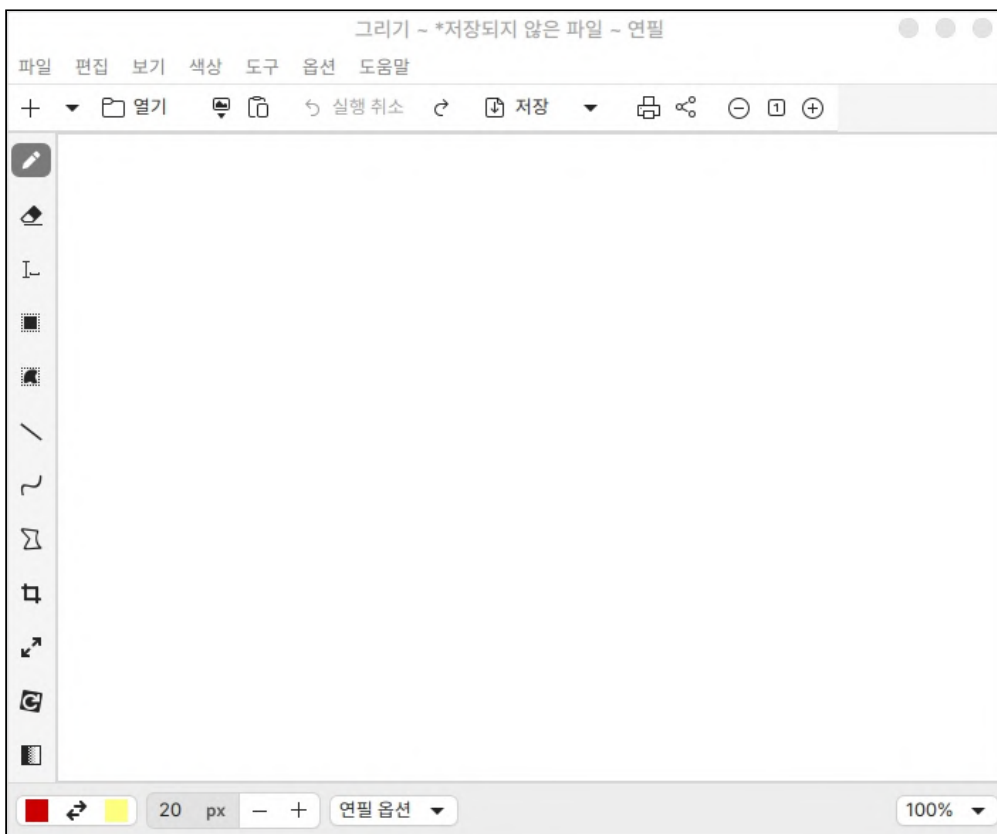 그리기 ~ *저장되지 않은 파일 ~ 연필
파일 편집 보기 색상 도구 옵션 도움말
열기 실행 취소 저장 1
20 px 연필 옵션 100%